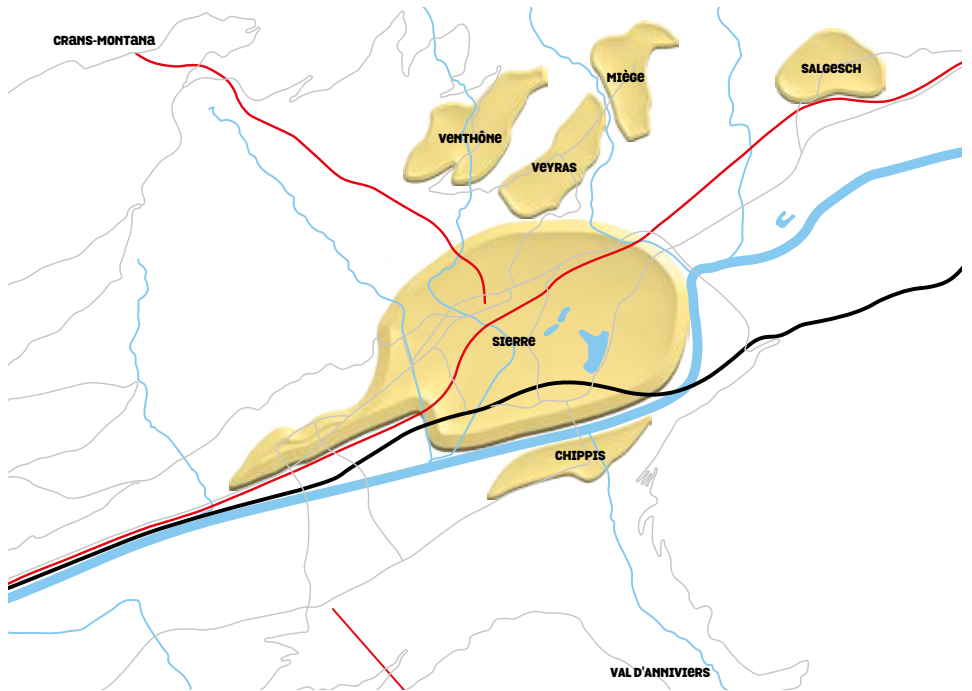 CRANS-MONTANA
MIÈGE
SALGESCH
VENTHÔNE
VEYRAS
SIERRE
CHIPPIS
VAL D'ANNIVIERS